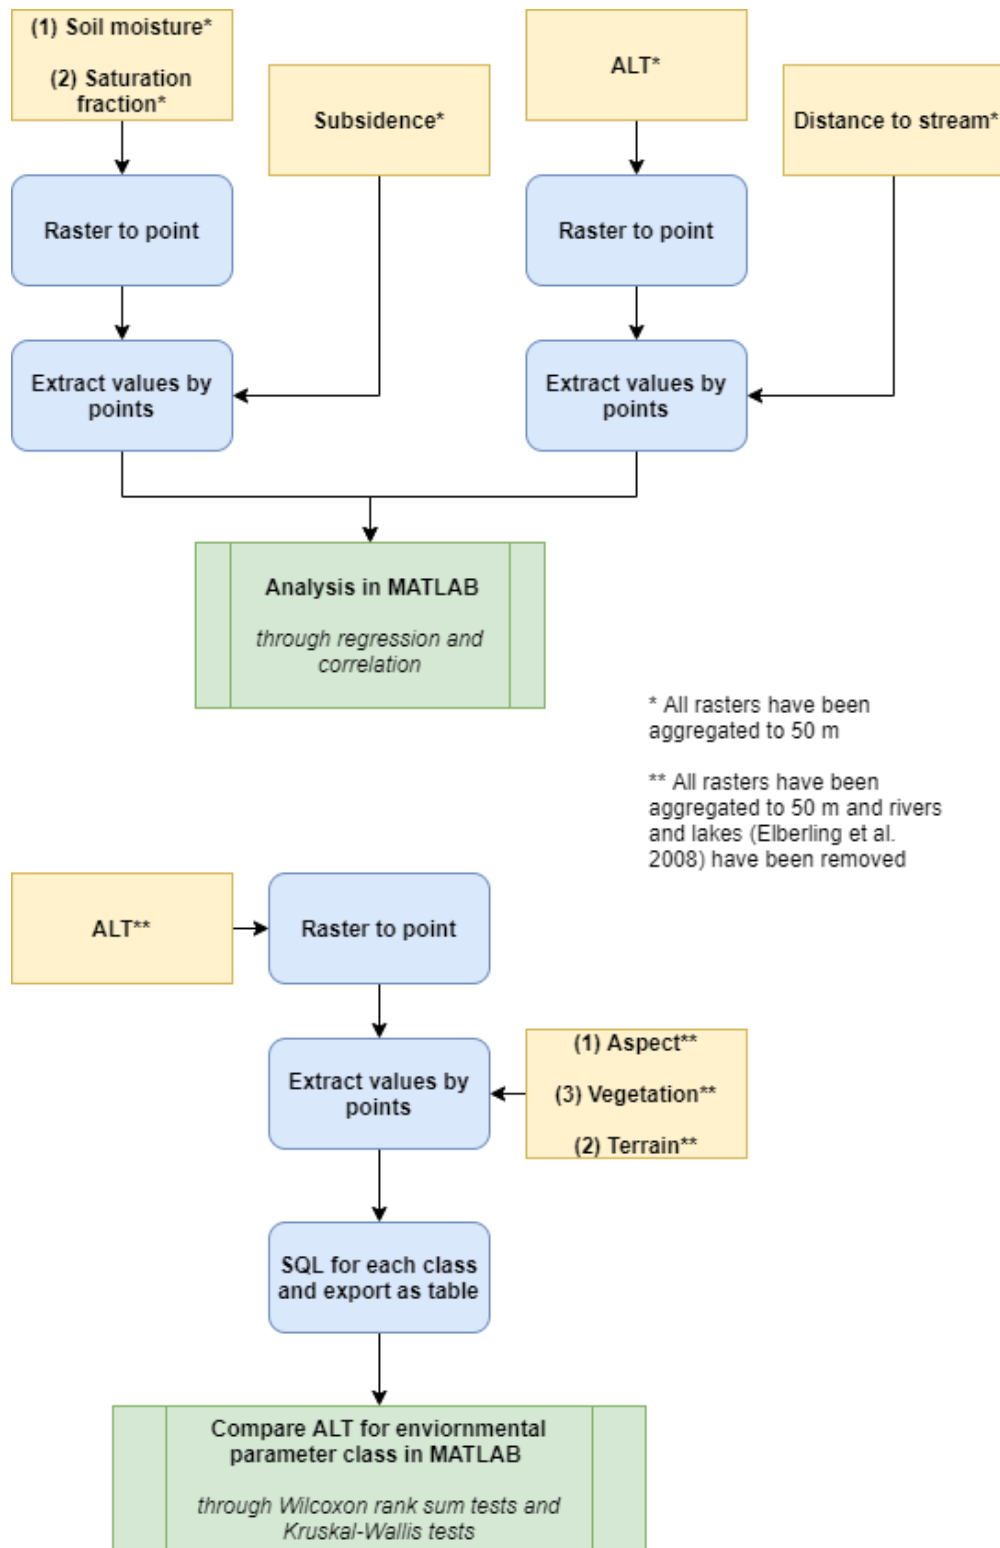 (1) Soil moisture*
(2) Saturation
fraction*
Subsidence*
ALT*
Distance to stream*
Raster to point
Raster to point
Extract values by
points
Extract values by
points
Analysis in MATLAB
through regression and
correlation
* All rasters have been
aggregated to 50 m
** All rasters have been
aggregated to 50 m and rivers
and lakes (Elberling et al.
2008) have been removed
ALT**
Raster to point
Extract values by
points
(1) Aspect**
(3) Vegetation**
(2) Terrain**
SQL for each class
and export as table
Compare ALT for enviornmental
parameter class in MATLAB
through Wilcoxon rank sum tests and
Kruskal-Wallis tests